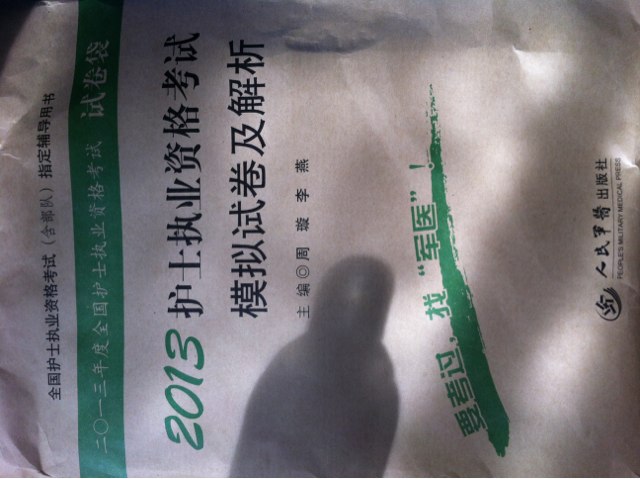 全国护士执业资格考试（含部队）指定辅导用书
二〇一三年度全国护士执业资格考试 试卷袋
2013护士执业资格考试
模拟试卷及解析
主编◎周璇 李燕
要考过，找“军医”！
人民军医出版社
PEOPLE'S MILITARY MEDICAL PRESS